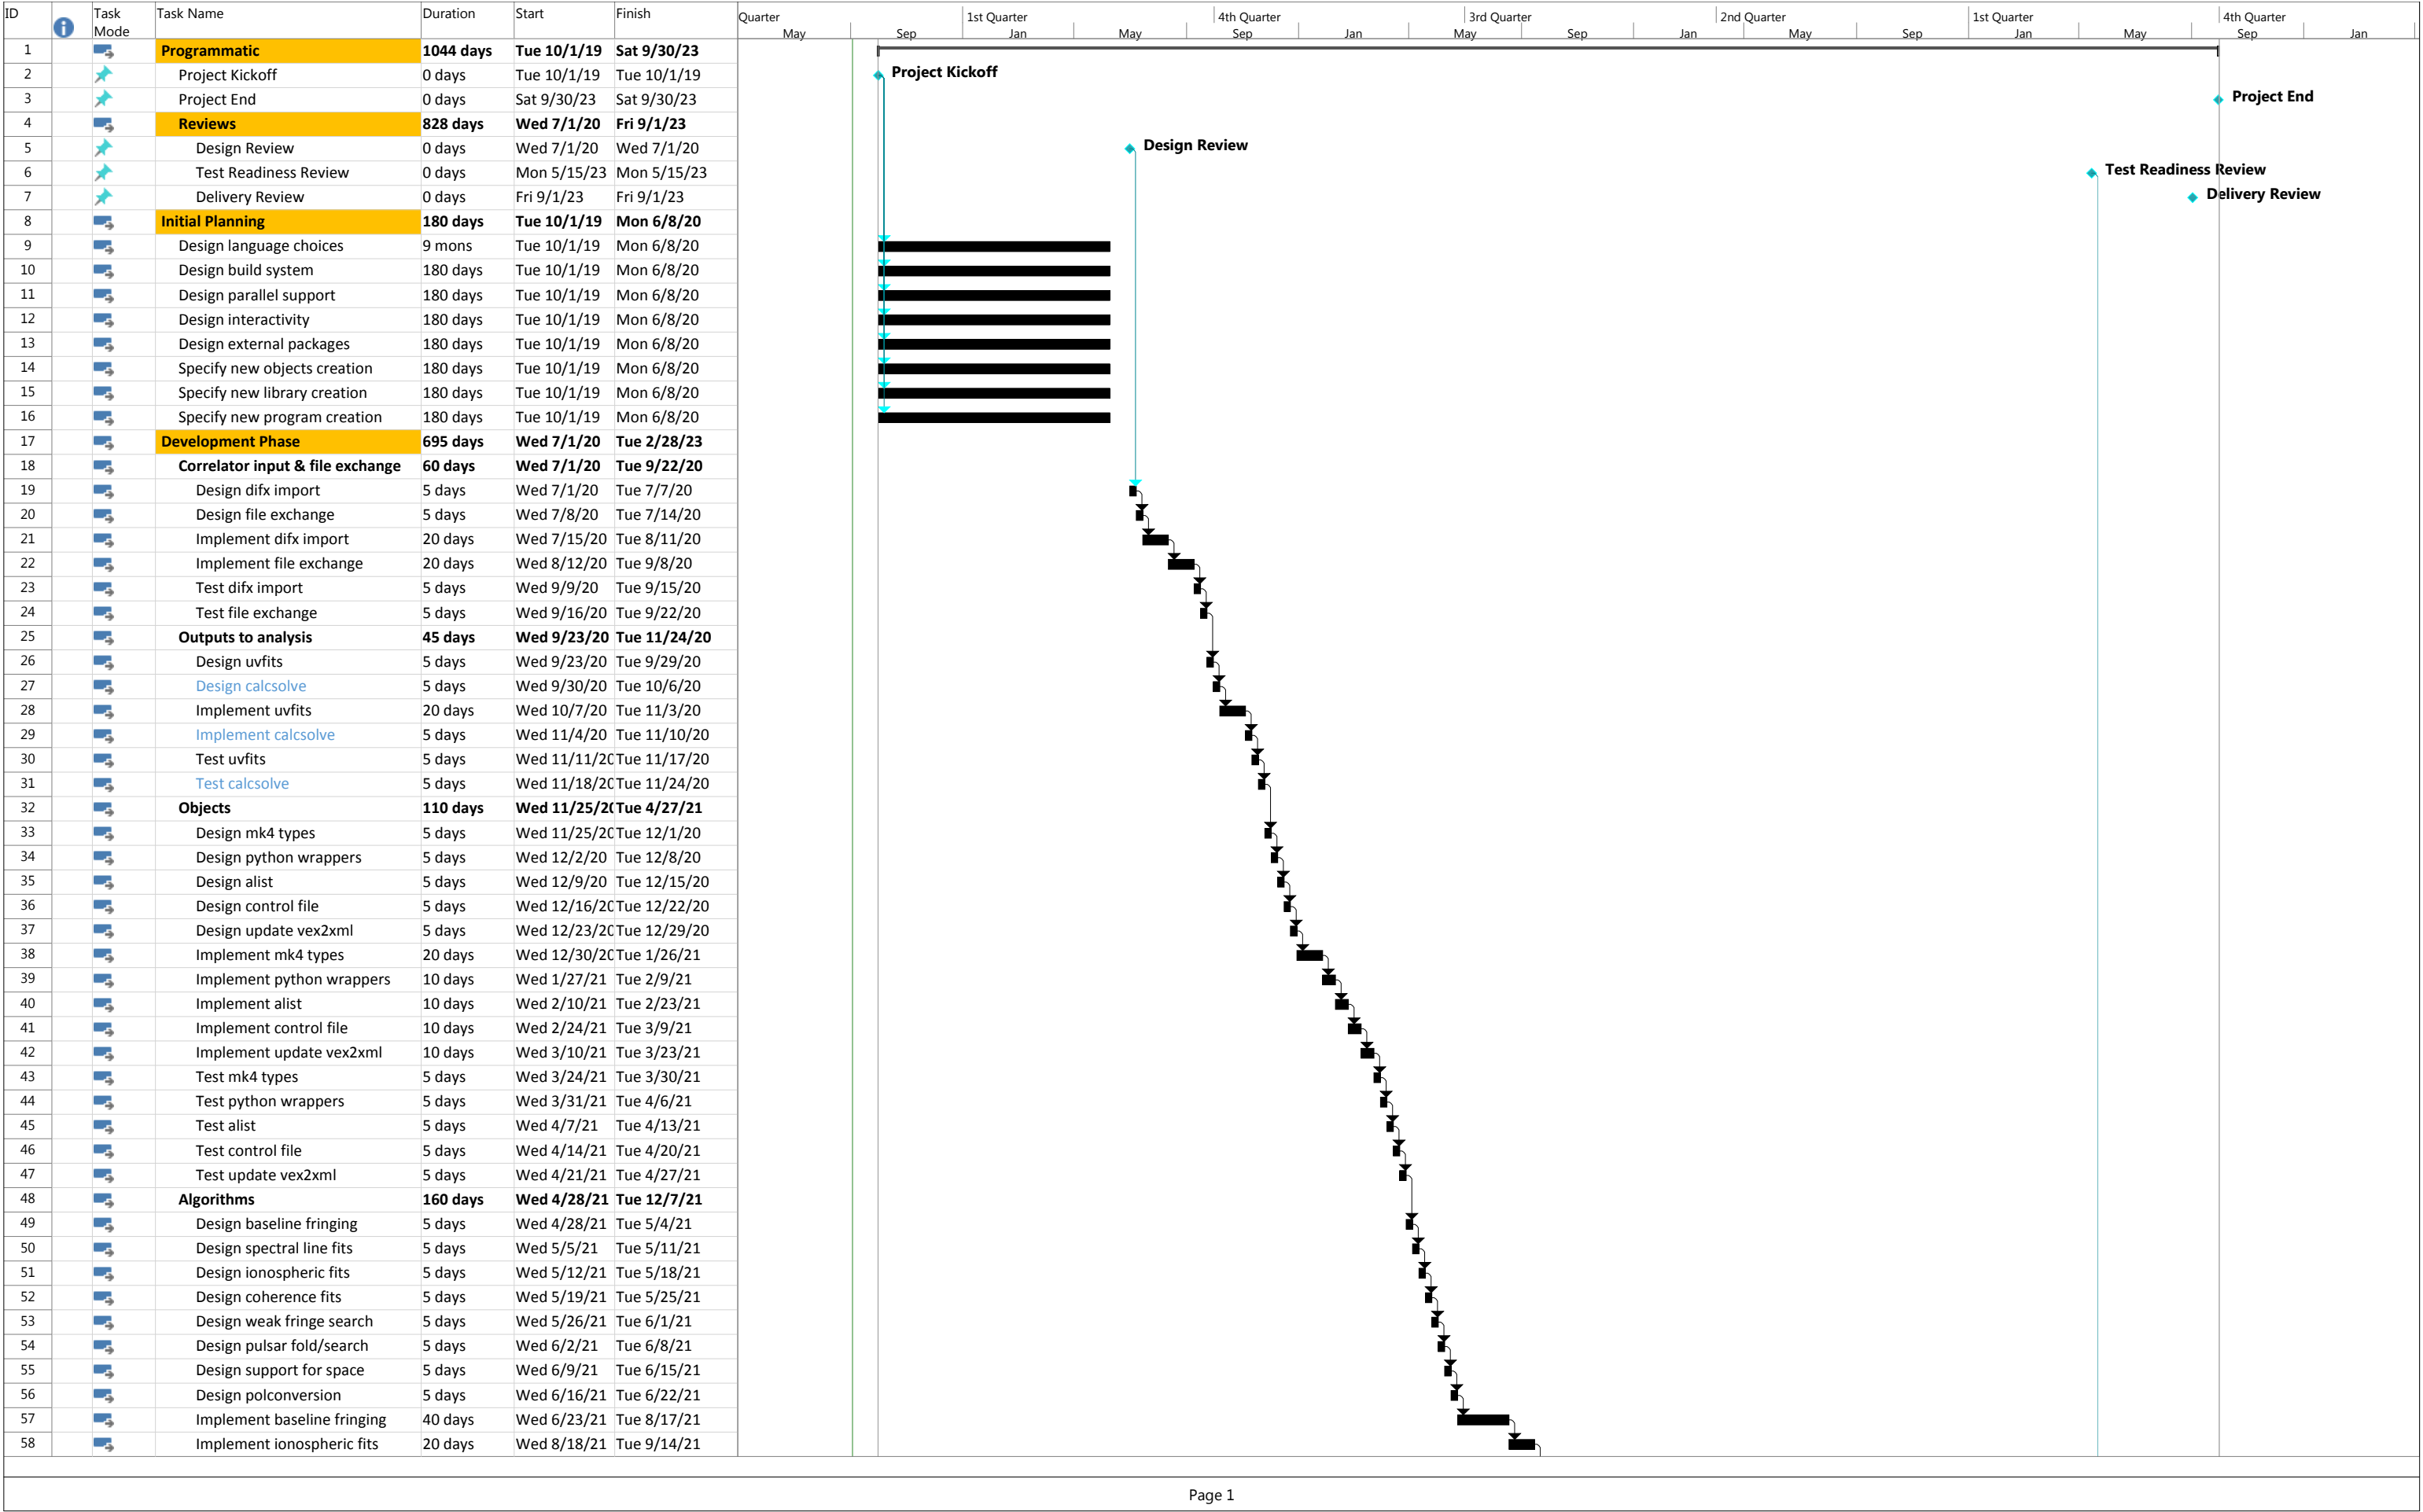 ID Task Mode Task Name Duration Start Finish
Quarter 1st Quarter 4th Quarter 3rd Quarter 2nd Quarter 1st Quarter 4th Quarter
May Sep Jan May Sep Jan May Sep Jan May Sep Jan May Sep Jan
1 Programmatic 1044 days Tue 10/1/19 Sat 9/30/23
2 Project Kickoff 0 days Tue 10/1/19 Tue 10/1/19 Project Kickoff
3 Project End 0 days Sat 9/30/23 Sat 9/30/23 Project End
4 Reviews 828 days Wed 7/1/20 Fri 9/1/23
5 Design Review 0 days Wed 7/1/20 Wed 7/1/20 Design Review
6 Test Readiness Review 0 days Mon 5/15/23 Mon 5/15/23 Test Readiness Review
7 Delivery Review 0 days Fri 9/1/23 Fri 9/1/23 Delivery Review
8 Initial Planning 180 days Tue 10/1/19 Mon 6/8/20
9 Design language choices 9 mons Tue 10/1/19 Mon 6/8/20
10 Design build system 180 days Tue 10/1/19 Mon 6/8/20
11 Design parallel support 180 days Tue 10/1/19 Mon 6/8/20
12 Design interactivity 180 days Tue 10/1/19 Mon 6/8/20
13 Design external packages 180 days Tue 10/1/19 Mon 6/8/20
14 Specify new objects creation 180 days Tue 10/1/19 Mon 6/8/20
15 Specify new library creation 180 days Tue 10/1/19 Mon 6/8/20
16 Specify new program creation 180 days Tue 10/1/19 Mon 6/8/20
17 Development Phase 695 days Wed 7/1/20 Tue 2/28/23
18 Correlator input & file exchange 60 days Wed 7/1/20 Tue 9/22/20
19 Design difx import 5 days Wed 7/1/20 Tue 7/7/20
20 Design file exchange 5 days Wed 7/8/20 Tue 7/14/20
21 Implement difx import 20 days Wed 7/15/20 Tue 8/11/20
22 Implement file exchange 20 days Wed 8/12/20 Tue 9/8/20
23 Test difx import 5 days Wed 9/9/20 Tue 9/15/20
24 Test file exchange 5 days Wed 9/16/20 Tue 9/22/20
25 Outputs to analysis 45 days Wed 9/23/20 Tue 11/24/20
26 Design uvfits 5 days Wed 9/23/20 Tue 9/29/20
27 Design calcsolve 5 days Wed 9/30/20 Tue 10/6/20
28 Implement uvfits 20 days Wed 10/7/20 Tue 11/3/20
29 Implement calcsolve 5 days Wed 11/4/20 Tue 11/10/20
30 Test uvfits 5 days Wed 11/11/20 Tue 11/17/20
31 Test calcsolve 5 days Wed 11/18/20 Tue 11/24/20
32 Objects 110 days Wed 11/25/20 Tue 4/27/21
33 Design mk4 types 5 days Wed 11/25/20 Tue 12/1/20
34 Design python wrappers 5 days Wed 12/2/20 Tue 12/8/20
35 Design alist 5 days Wed 12/9/20 Tue 12/15/20
36 Design control file 5 days Wed 12/16/20 Tue 12/22/20
37 Design update vex2xml 5 days Wed 12/23/20 Tue 12/29/20
38 Implement mk4 types 20 days Wed 12/30/20 Tue 1/26/21
39 Implement python wrappers 10 days Wed 1/27/21 Tue 2/9/21
40 Implement alist 10 days Wed 2/10/21 Tue 2/23/21
41 Implement control file 10 days Wed 2/24/21 Tue 3/9/21
42 Implement update vex2xml 10 days Wed 3/10/21 Tue 3/23/21
43 Test mk4 types 5 days Wed 3/24/21 Tue 3/30/21
44 Test python wrappers 5 days Wed 3/31/21 Tue 4/6/21
45 Test alist 5 days Wed 4/7/21 Tue 4/13/21
46 Test control file 5 days Wed 4/14/21 Tue 4/20/21
47 Test update vex2xml 5 days Wed 4/21/21 Tue 4/27/21
48 Algorithms 160 days Wed 4/28/21 Tue 12/7/21
49 Design baseline fringing 5 days Wed 4/28/21 Tue 5/4/21
50 Design spectral line fits 5 days Wed 5/5/21 Tue 5/11/21
51 Design ionospheric fits 5 days Wed 5/12/21 Tue 5/18/21
52 Design coherence fits 5 days Wed 5/19/21 Tue 5/25/21
53 Design weak fringe search 5 days Wed 5/26/21 Tue 6/1/21
54 Design pulsar fold/search 5 days Wed 6/2/21 Tue 6/8/21
55 Design support for space 5 days Wed 6/9/21 Tue 6/15/21
56 Design polconversion 5 days Wed 6/16/21 Tue 6/22/21
57 Implement baseline fringing 40 days Wed 6/23/21 Tue 8/17/21
58 Implement ionospheric fits 20 days Wed 8/18/21 Tue 9/14/21
Page 1